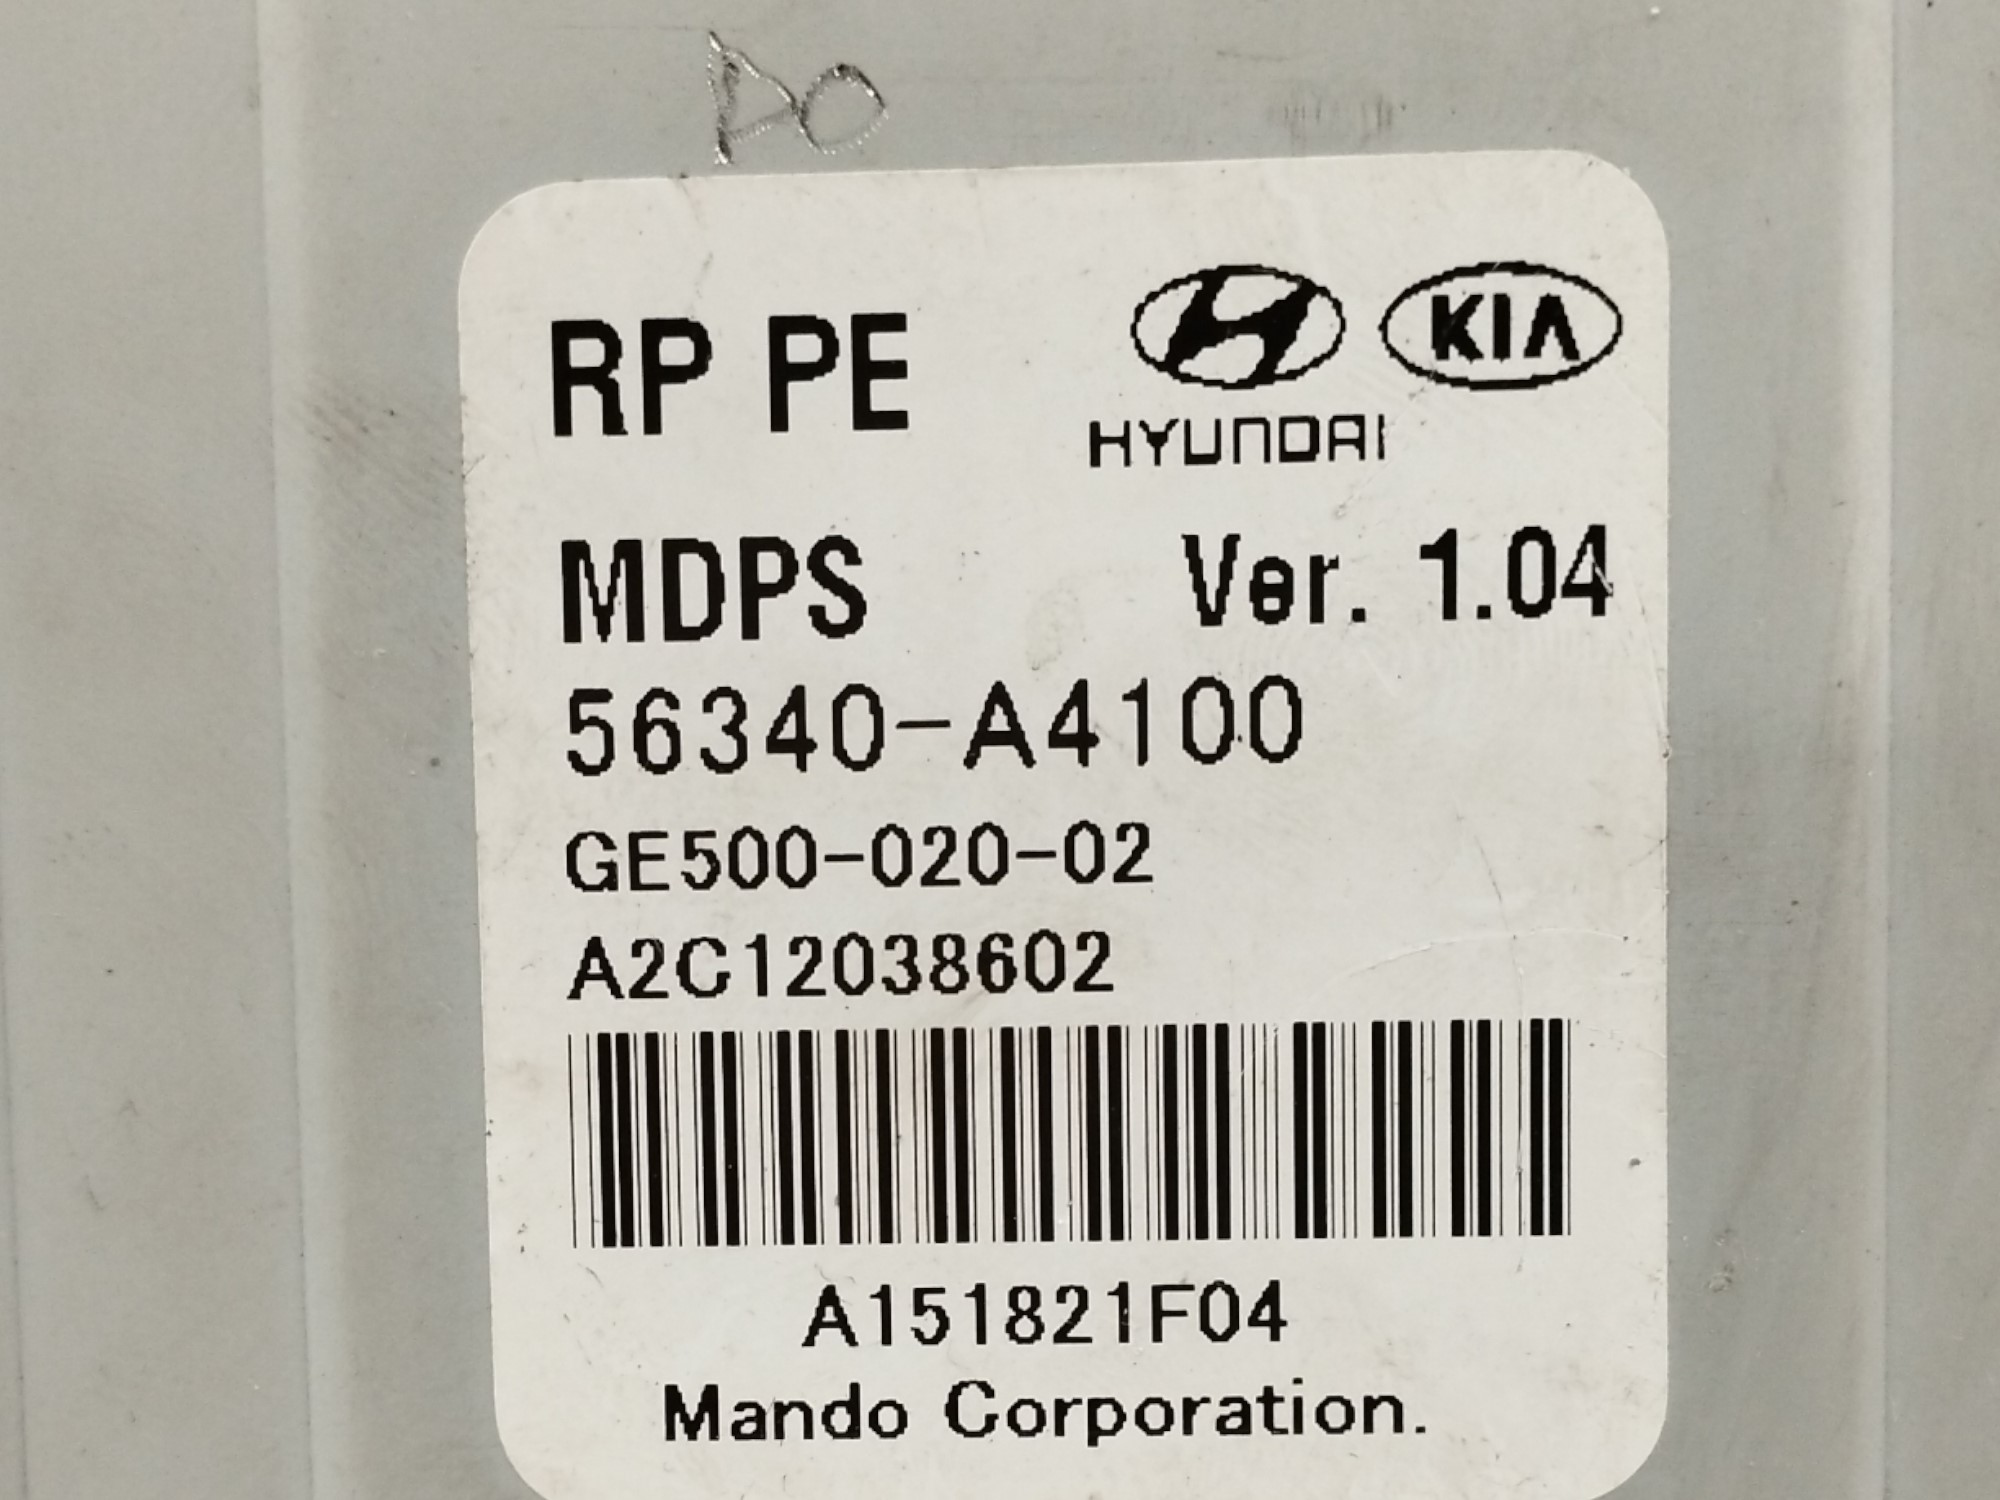 RP PE
KIA
HYUNDAI
MDPS Ver. 1.04
56340-A4100
GE500-020-02
A2C12038602
A151821F04
Mando Corporation.